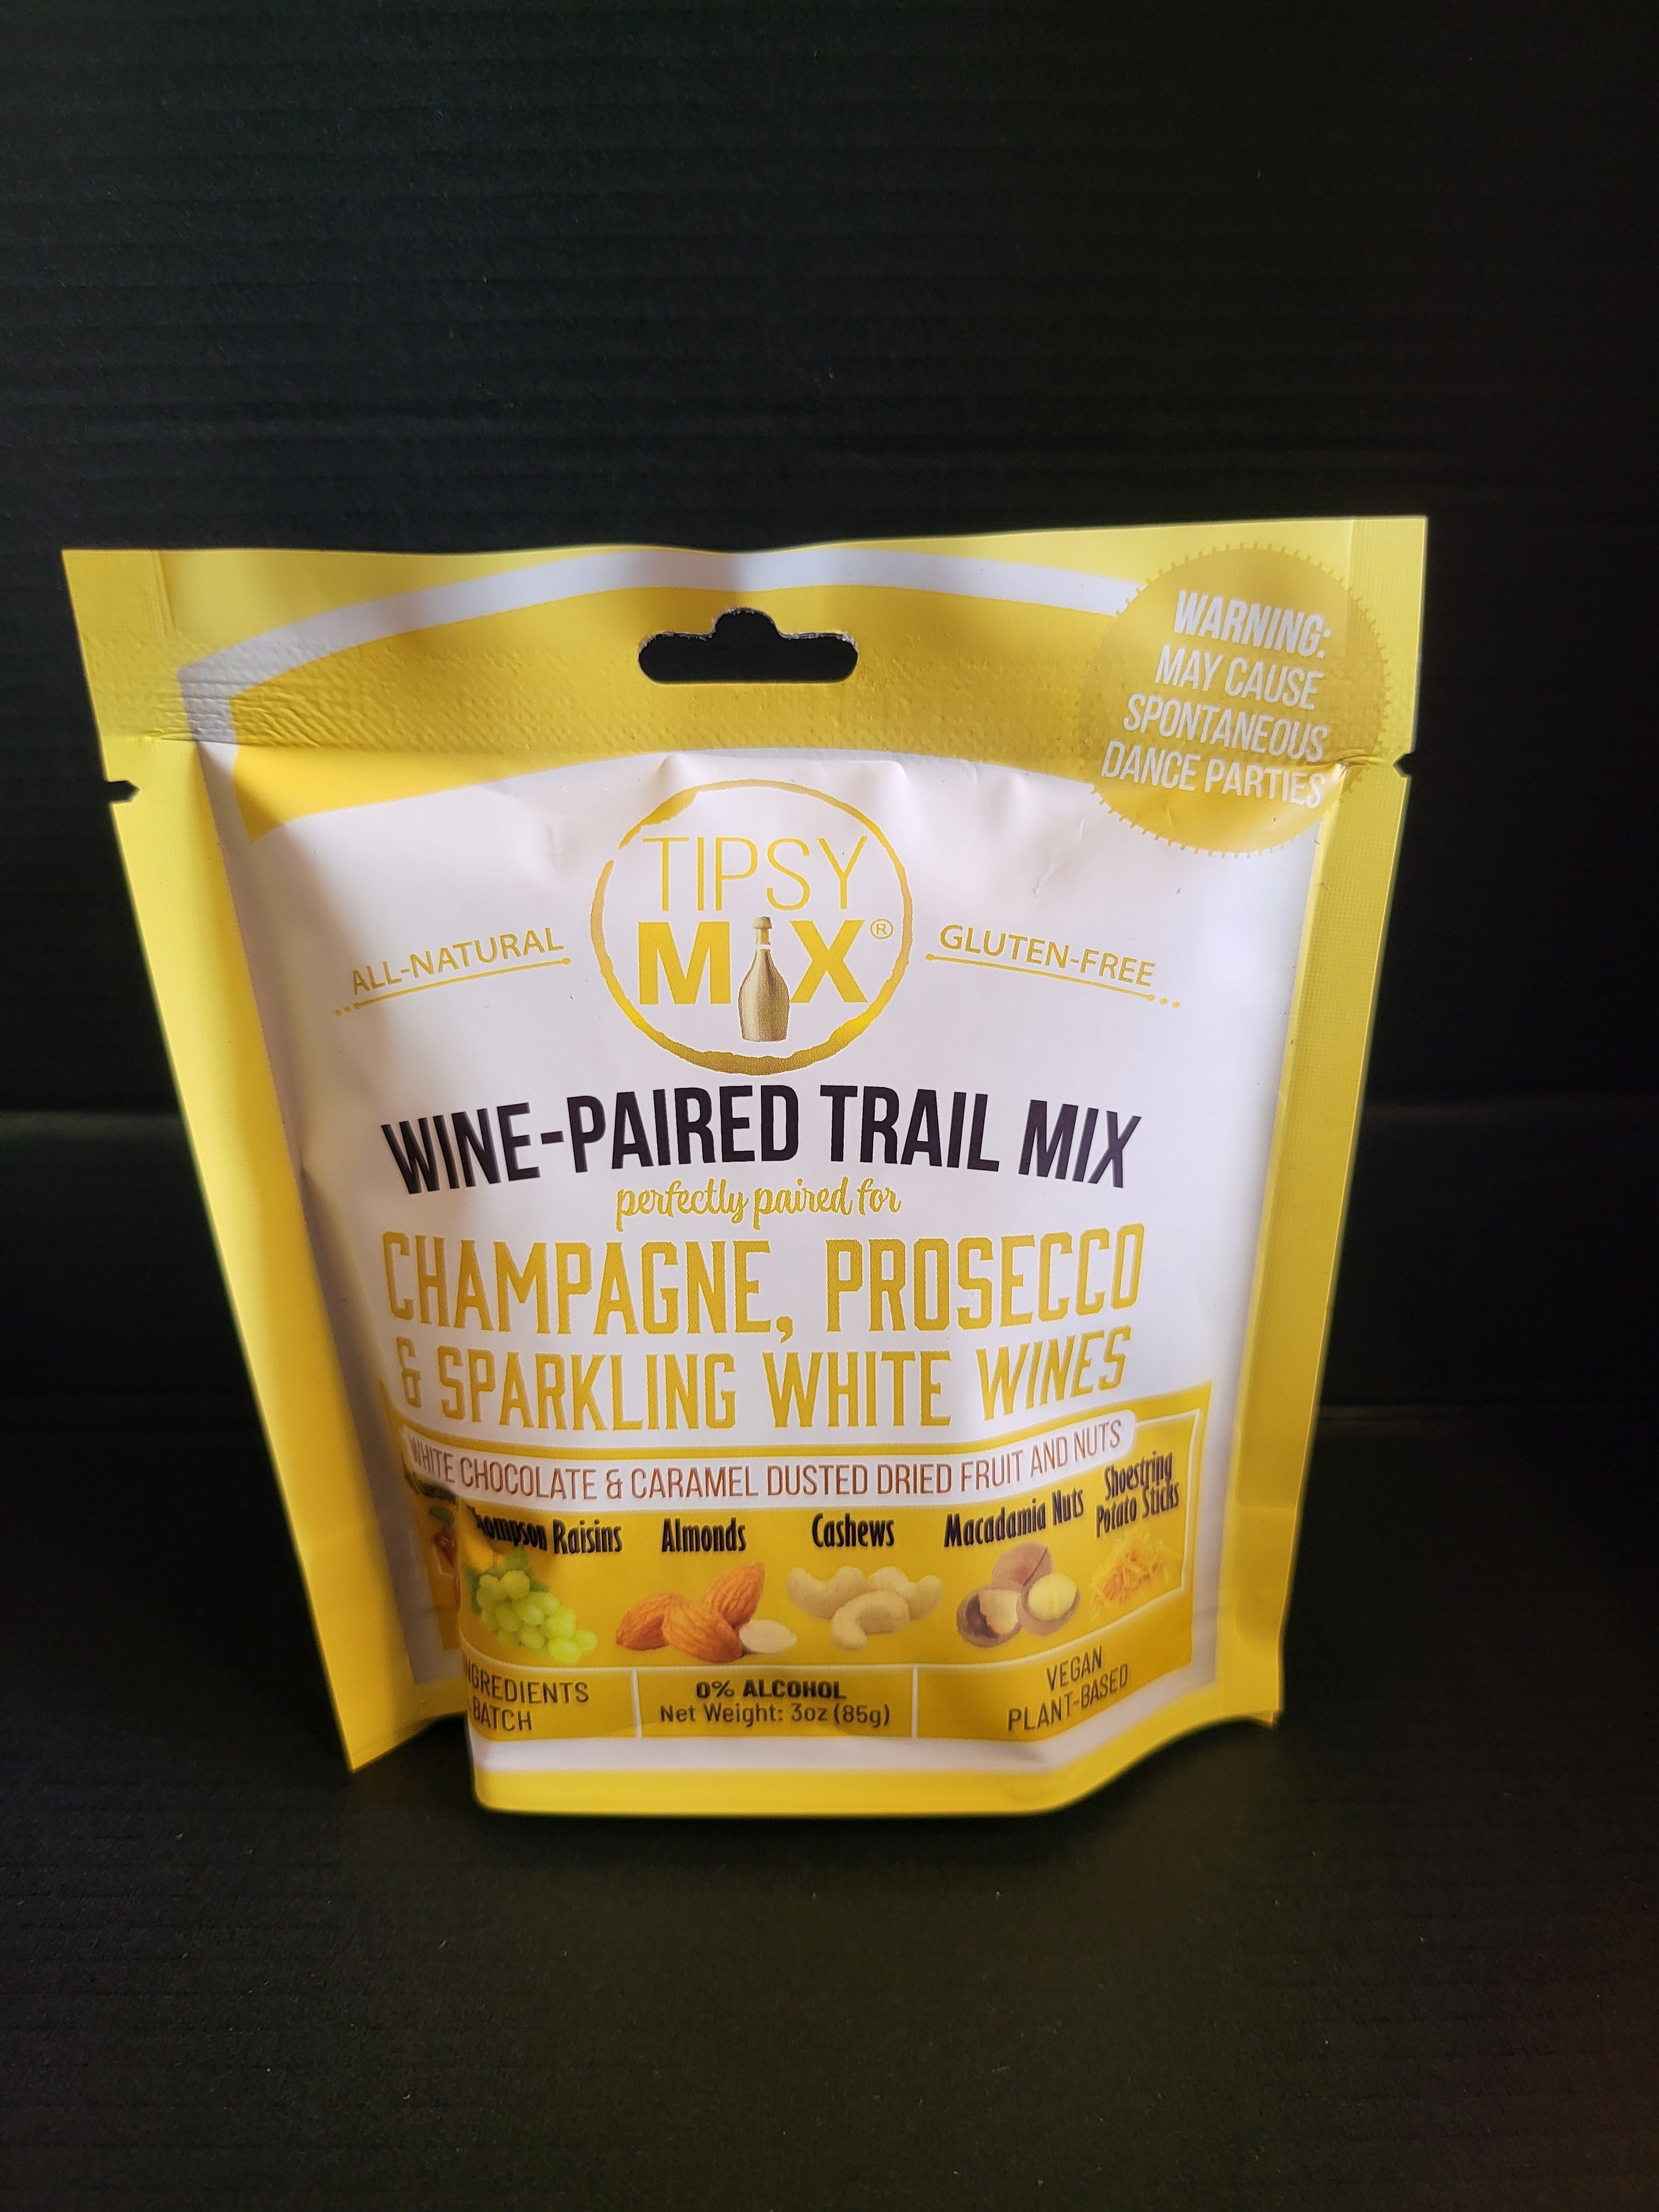 WARNING:
MAY CAUSE
SPONTANEOUS
DANCE PARTIES
TIPSY
MIX®
ALL-NATURAL
GLUTEN-FREE
WINE-PAIRED TRAIL MIX
perfectly paired for
CHAMPAGNE, PROSECCO
& SPARKLING WHITE WINES
WHITE CHOCOLATE & CARAMEL DUSTED DRIED FRUIT AND NUTS
Thompson Raisins
Almonds
Cashews
Macadamia Nuts
Shoestring
Potato Sticks
INGREDIENTS
BATCH
0% ALCOHOL
Net Weight: 3oz (85g)
VEGAN
PLANT-BASED